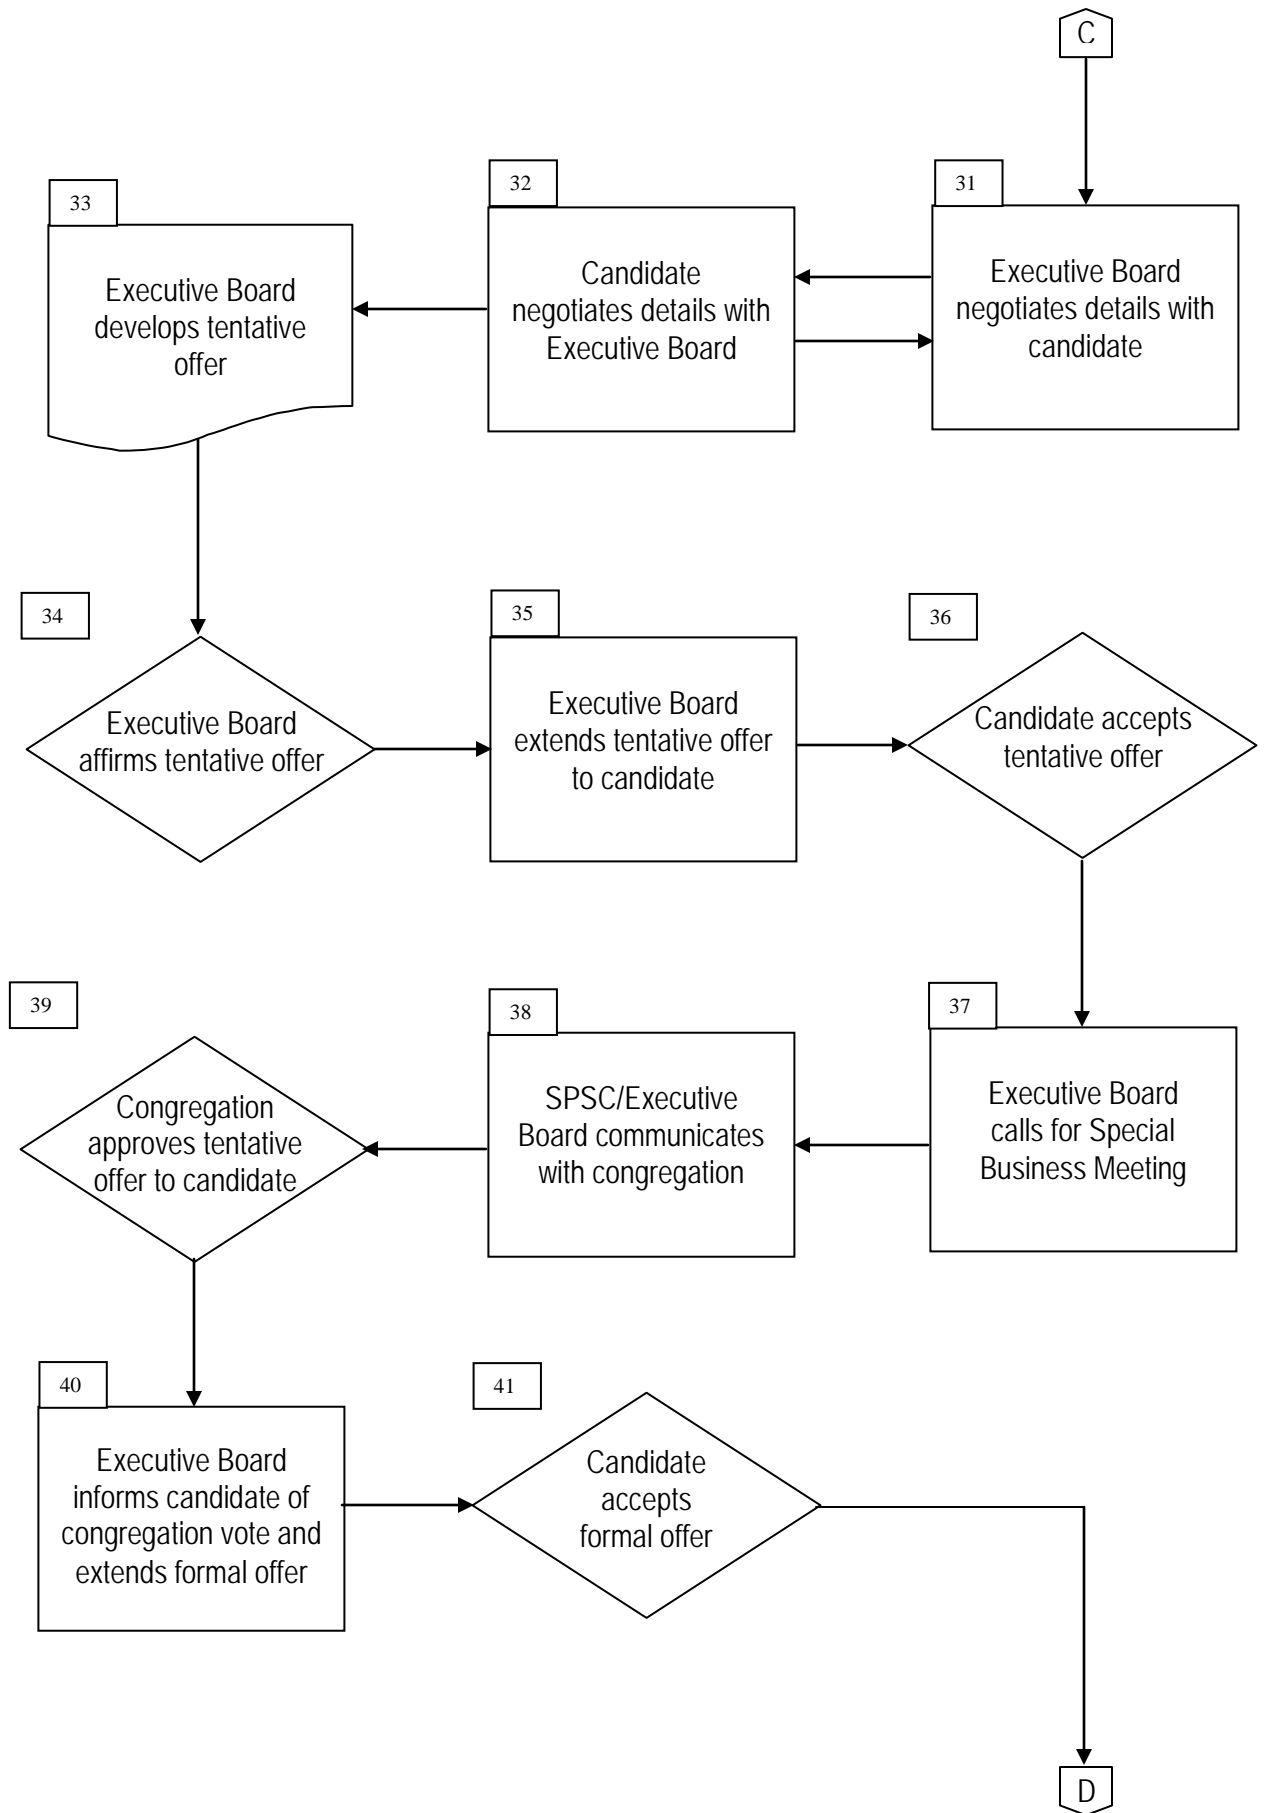 C
31
Executive Board
negotiates details with
candidate
32
Candidate
negotiates details with
Executive Board
33
Executive Board
develops tentative
offer
34
Executive Board
affirms tentative offer
35
Executive Board
extends tentative offer
to candidate
36
Candidate accepts
tentative offer
37
Executive Board
calls for Special
Business Meeting
38
SPSC/Executive
Board communicates
with congregation
39
Congregation
approves tentative
offer to candidate
40
Executive Board
informs candidate of
congregation vote and
extends formal offer
41
Candidate
accepts
formal offer
D